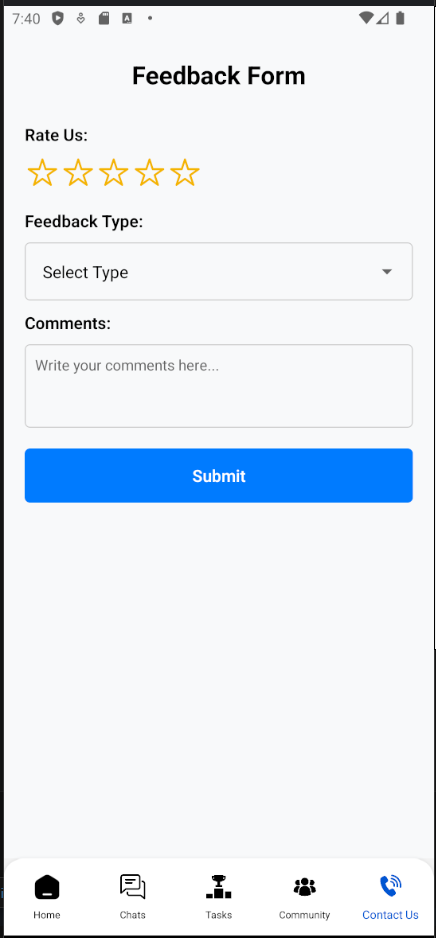 7:40
Feedback Form
Rate Us:
Feedback Type:
Select Type
Comments:
Write your comments here...
Submit
Home
Chats
Tasks
Community
Contact Us